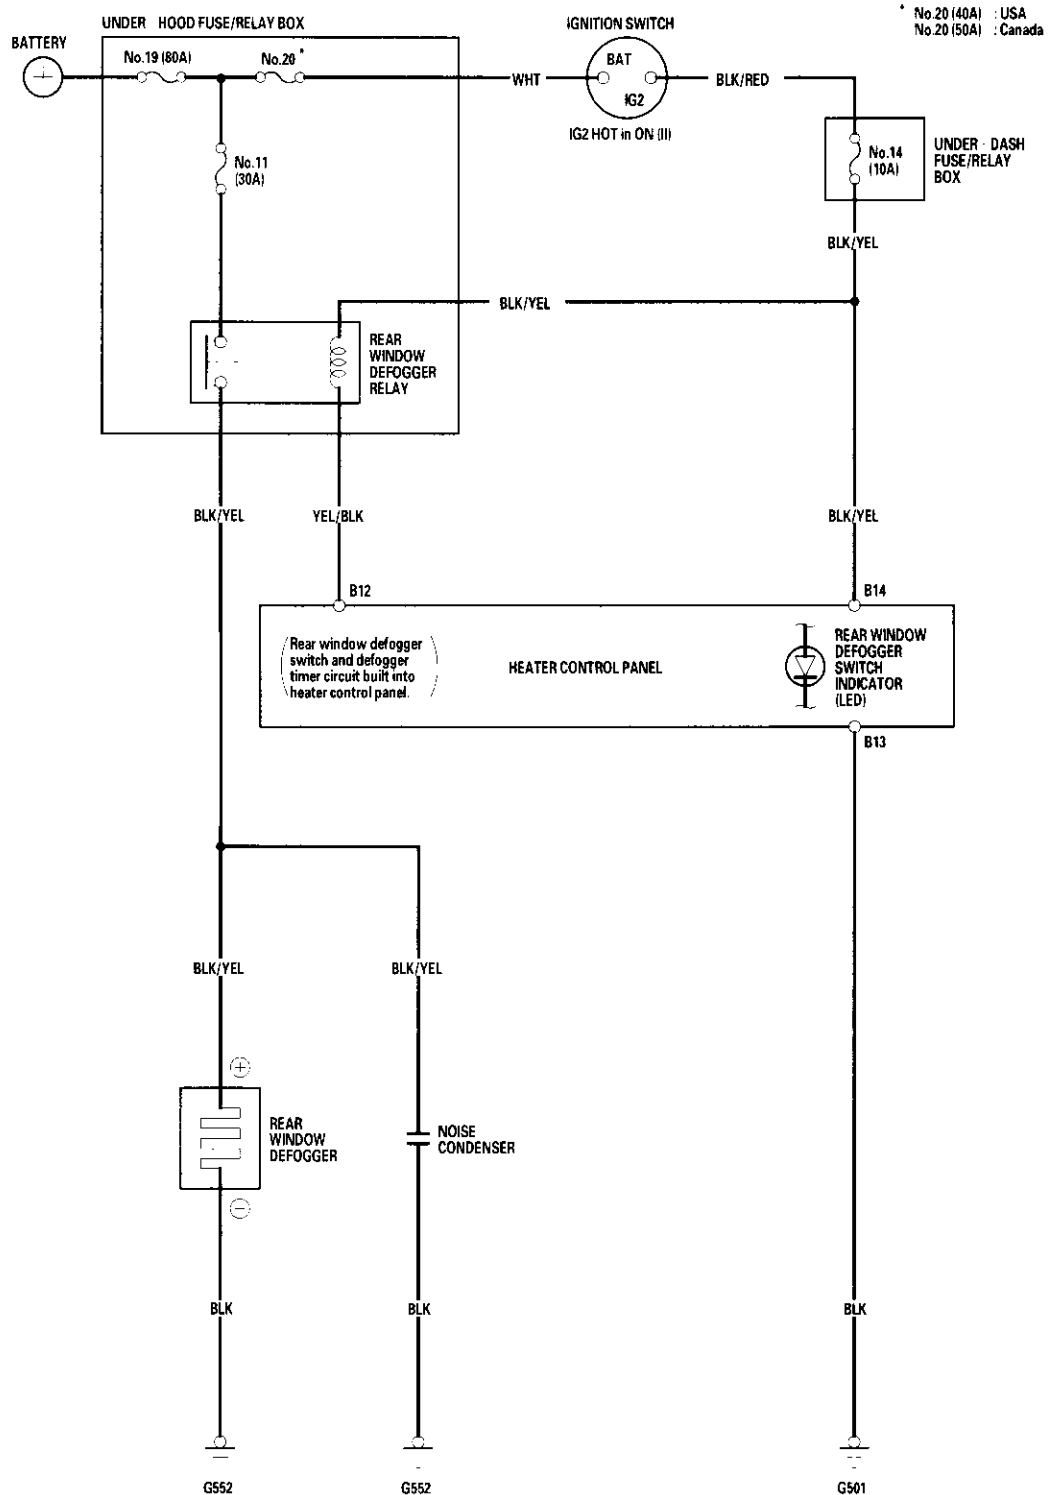 * No.20 (40A) : USA
No.20 (50A) : Canada
UNDER - HOOD FUSE/RELAY BOX
IGNITION SWITCH
BATTERY
No.19 (80A)
No.20 *
WHT
BAT
IG2
BLK/RED
IG2 HOT in ON (II)
No.11
(30A)
No.14
(10A)
UNDER - DASH
FUSE/RELAY
BOX
BLK/YEL
BLK/YEL
REAR
WINDOW
DEFOGGER
RELAY
BLK/YEL
YEL/BLK
BLK/YEL
B12
B14
(Rear window defogger
switch and defogger
timer circuit built into
heater control panel.)
HEATER CONTROL PANEL
REAR WINDOW
DEFOGGER
SWITCH
INDICATOR
(LED)
B13
BLK/YEL
BLK/YEL
+
REAR
WINDOW
DEFOGGER
NOISE
CONDENSER
−
BLK
BLK
BLK
G552
G552
G501